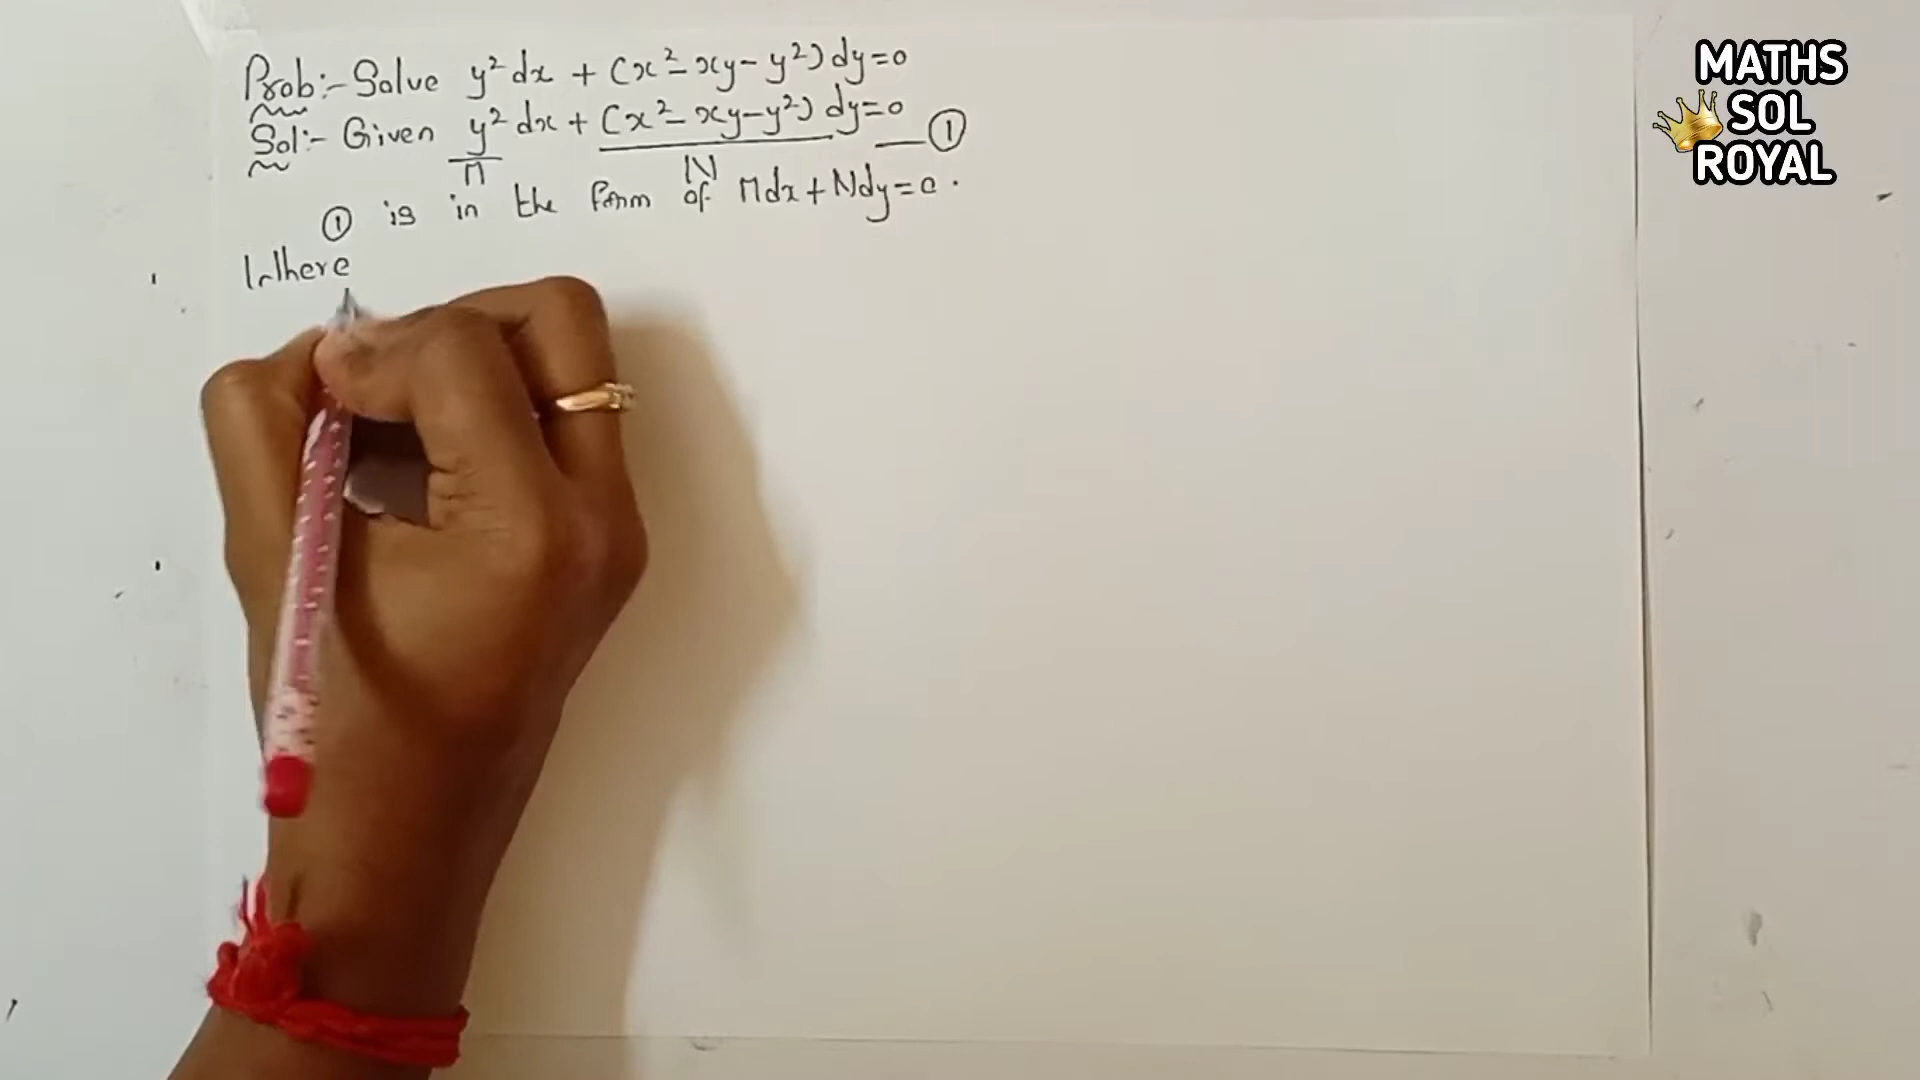 Prob:- Solve y² dx + (x² - xy - y²) dy = 0
Sol:- Given y² dx + (x² - xy - y²) dy = 0 — ①
M N
① is in the form of Mdx + Ndy = 0.
Where
MATHS
SOL
ROYAL